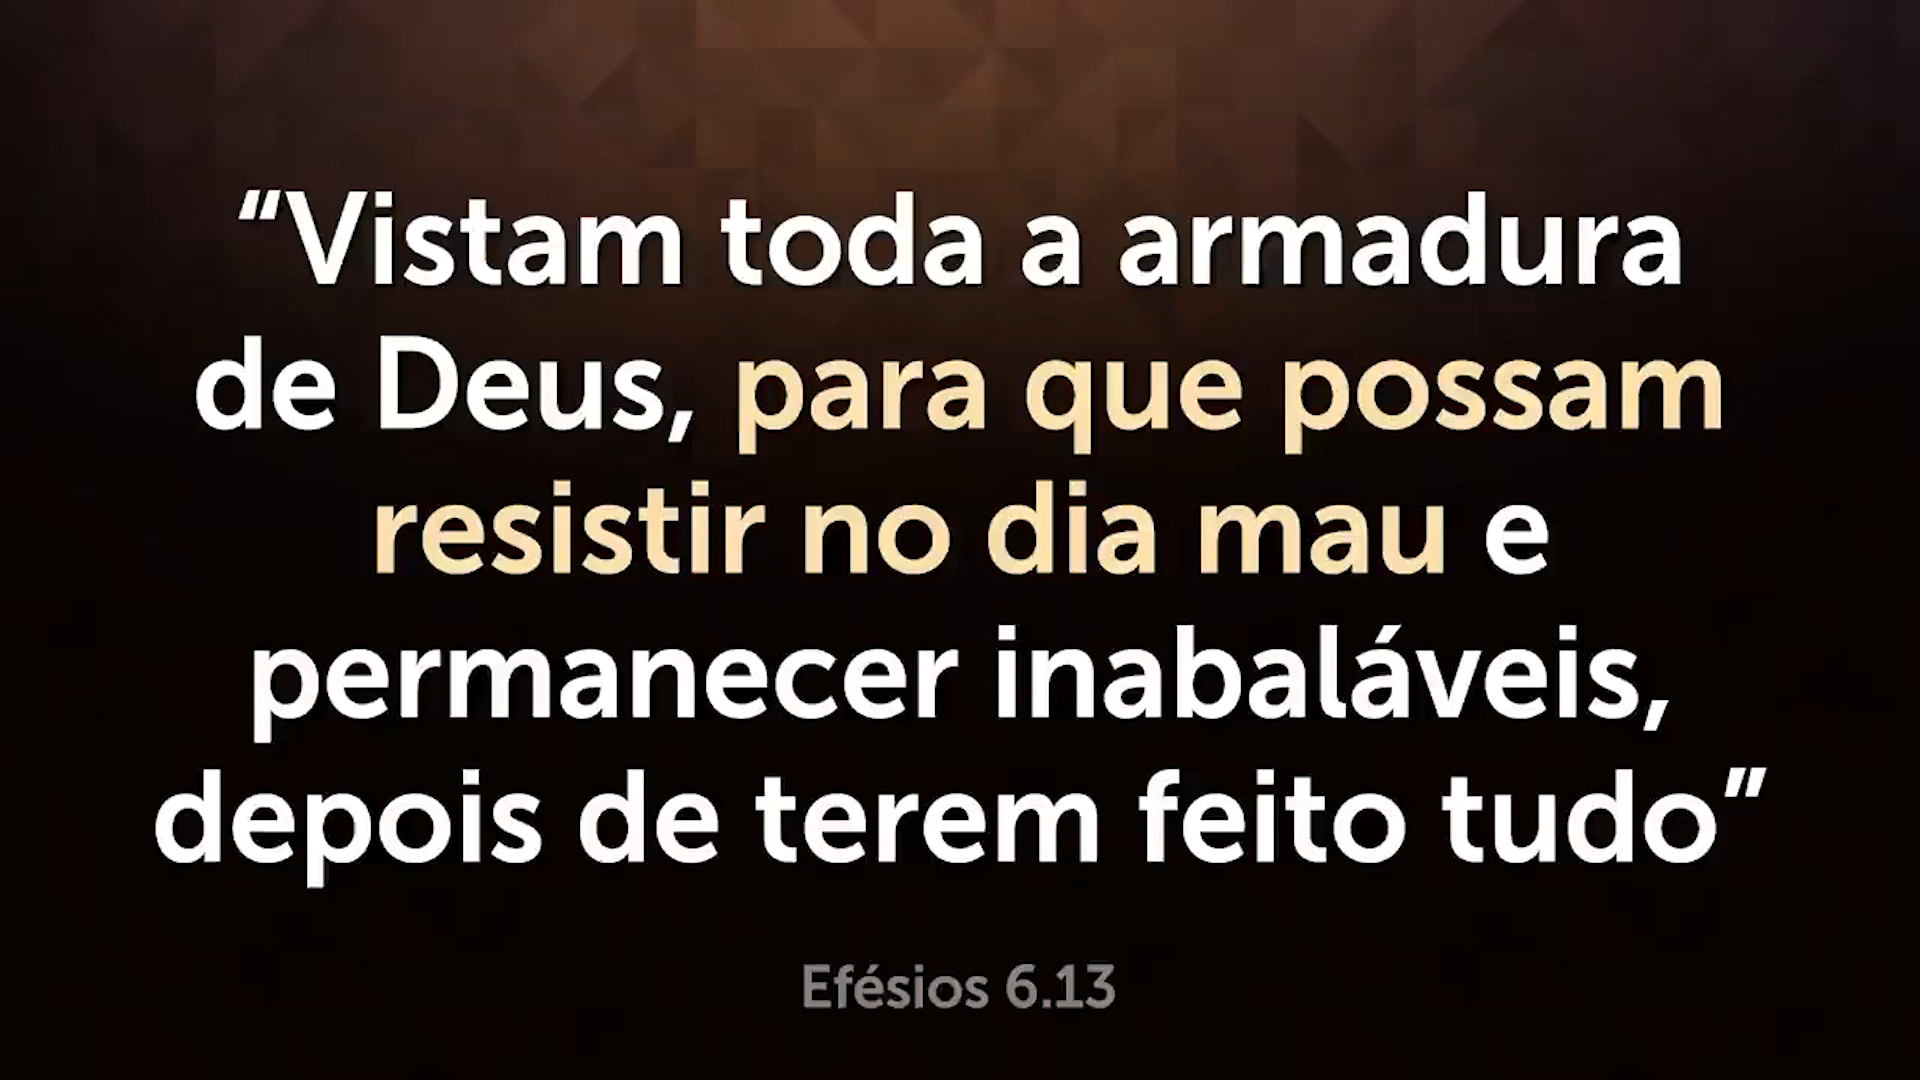 “Vistam toda a armadura
de Deus, para que possam
resistir no dia mau e
permanecer inabaláveis,
depois de terem feito tudo”
Efésios 6.13